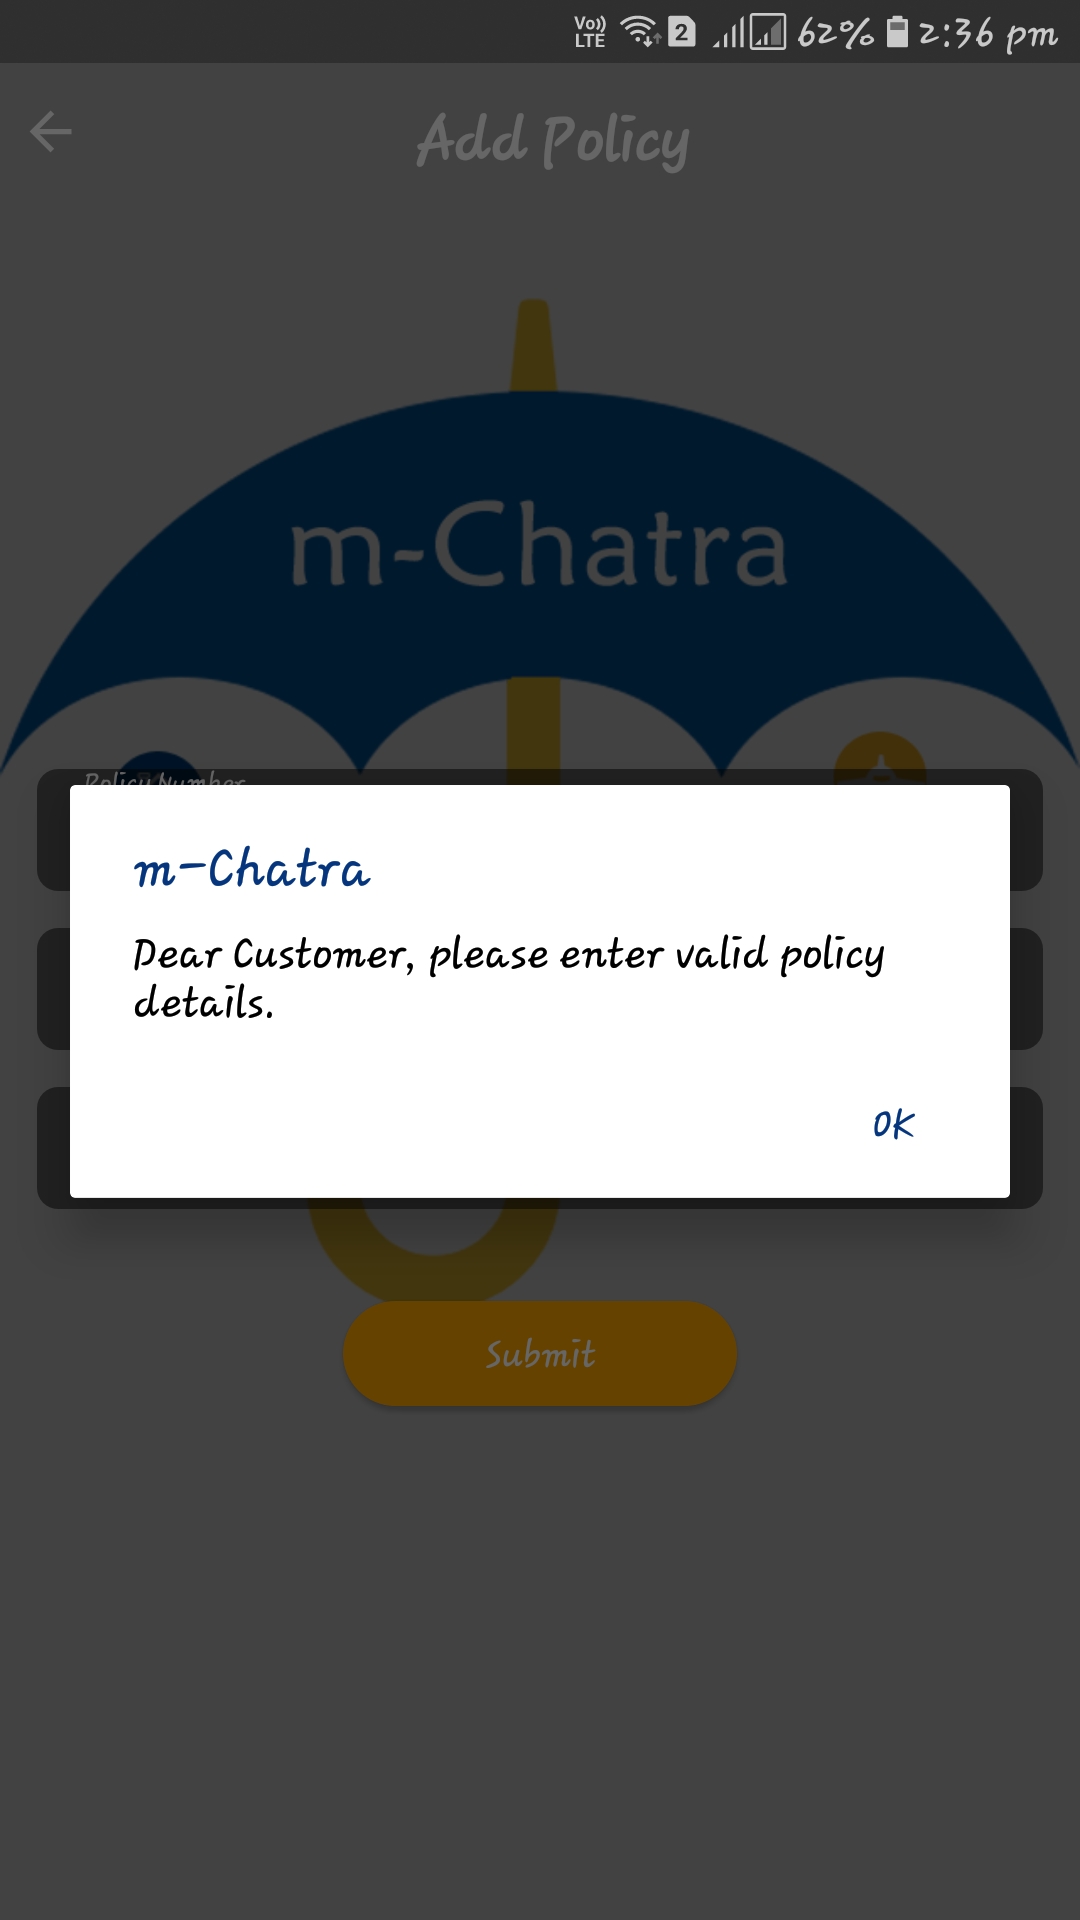 Vo)) LTE 2 62% 2:36 pm
Add Policy
m-Chatra
Policy Number
m-Chatra
Dear Customer, please enter valid policy
details.
OK
Submit